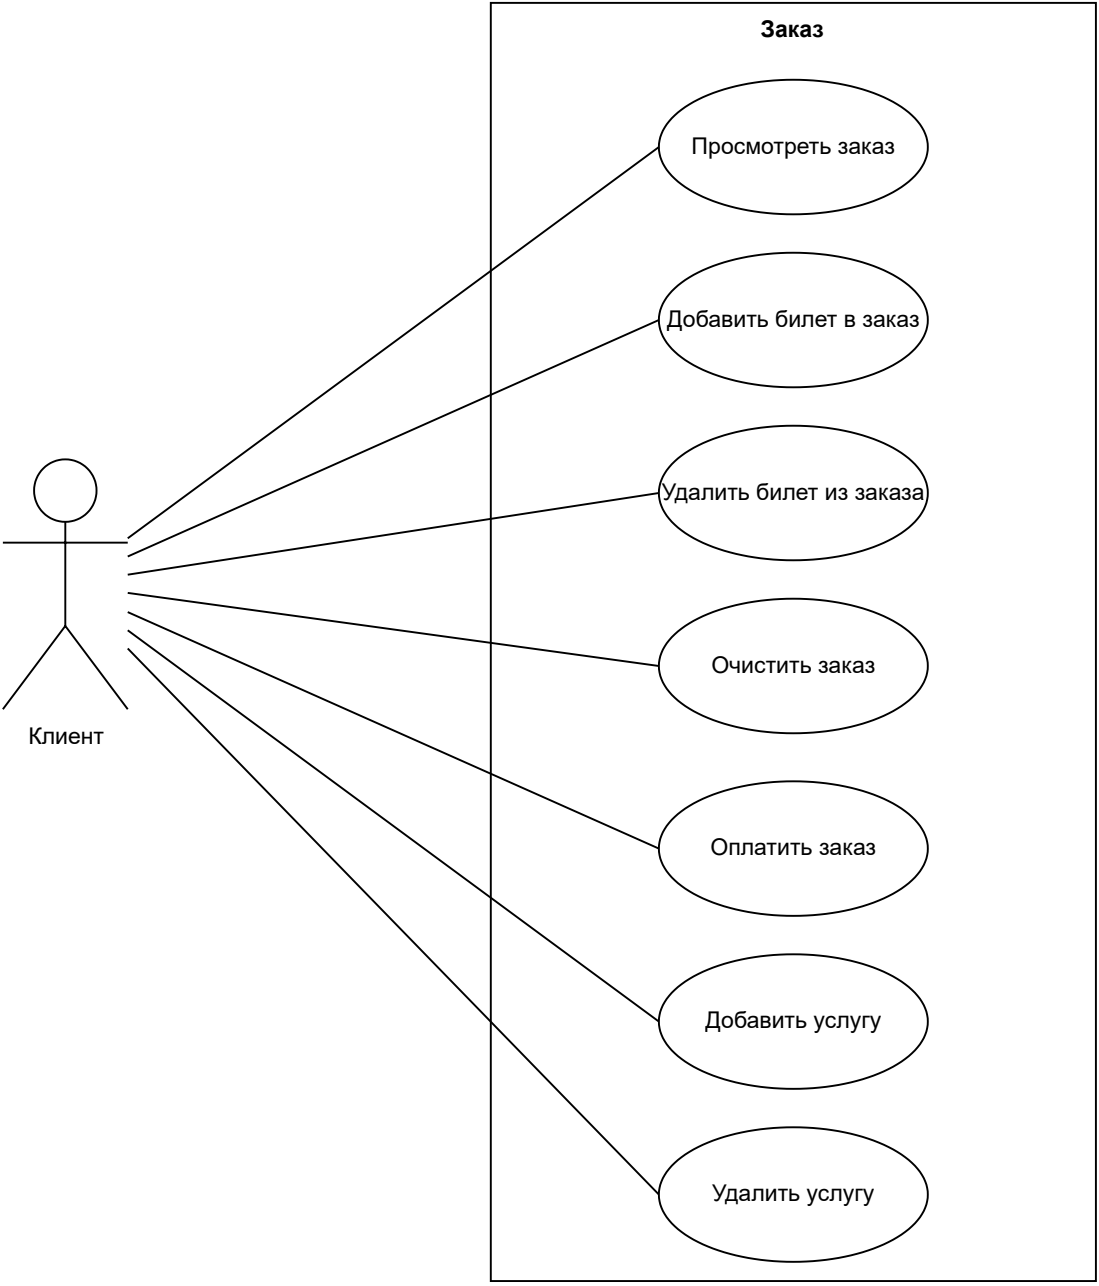 Заказ
Просмотреть заказ
Добавить билет в заказ
Удалить билет из заказа
Очистить заказ
Клиент
Оплатить заказ
Добавить услугу
Удалить услугу